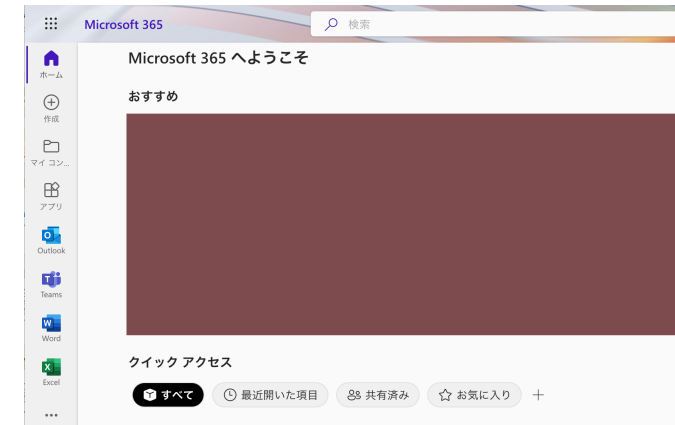 Microsoft 365
検索
ホーム
作成
マイ コン...
アプリ
Outlook
Teams
Word
Excel
Microsoft 365 へようこそ
おすすめ
クイック アクセス
すべて
最近開いた項目
共有済み
お気に入り